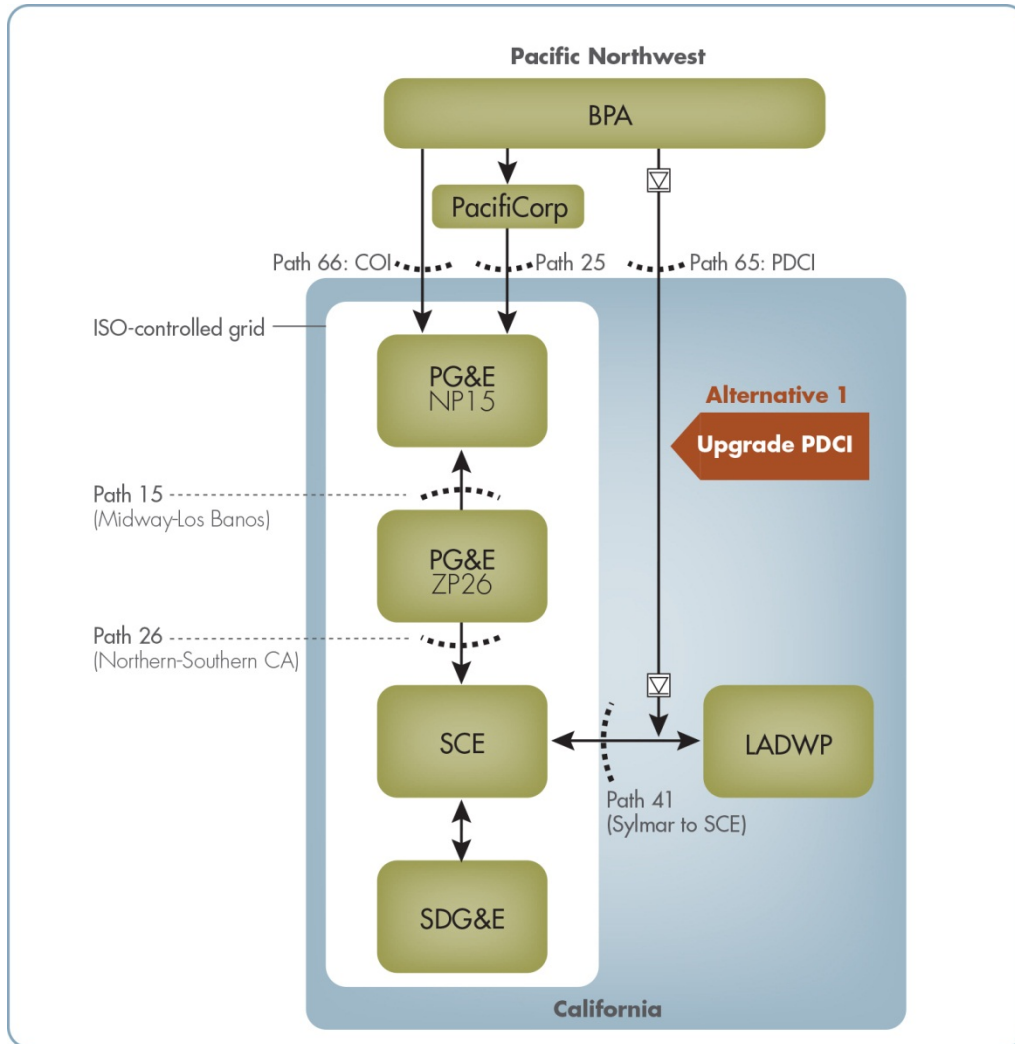 Pacific Northwest
BPA
PacifiCorp
Path 66: COI
Path 25
Path 65: PDCI
ISO-controlled grid
PG&E
NP15
Alternative 1
Upgrade PDCI
Path 15
(Midway-Los Banos)
PG&E
ZP26
Path 26
(Northern-Southern CA)
SCE
LADWP
Path 41
(Sylmar to SCE)
SDG&E
California